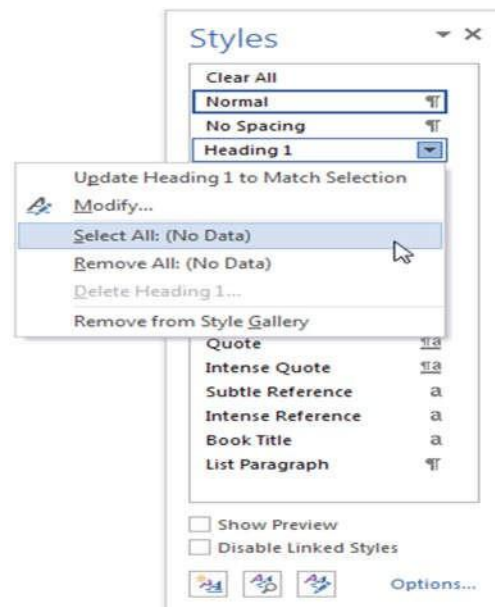 Styles
Clear All
Normal ¶
No Spacing ¶
Heading 1
Update Heading 1 to Match Selection
Modify...
Select All: (No Data)
Remove All: (No Data)
Delete Heading 1...
Remove from Style Gallery
Quote ¶a
Intense Quote ¶a
Subtle Reference a
Intense Reference a
Book Title a
List Paragraph ¶
Show Preview
Disable Linked Styles
Options...